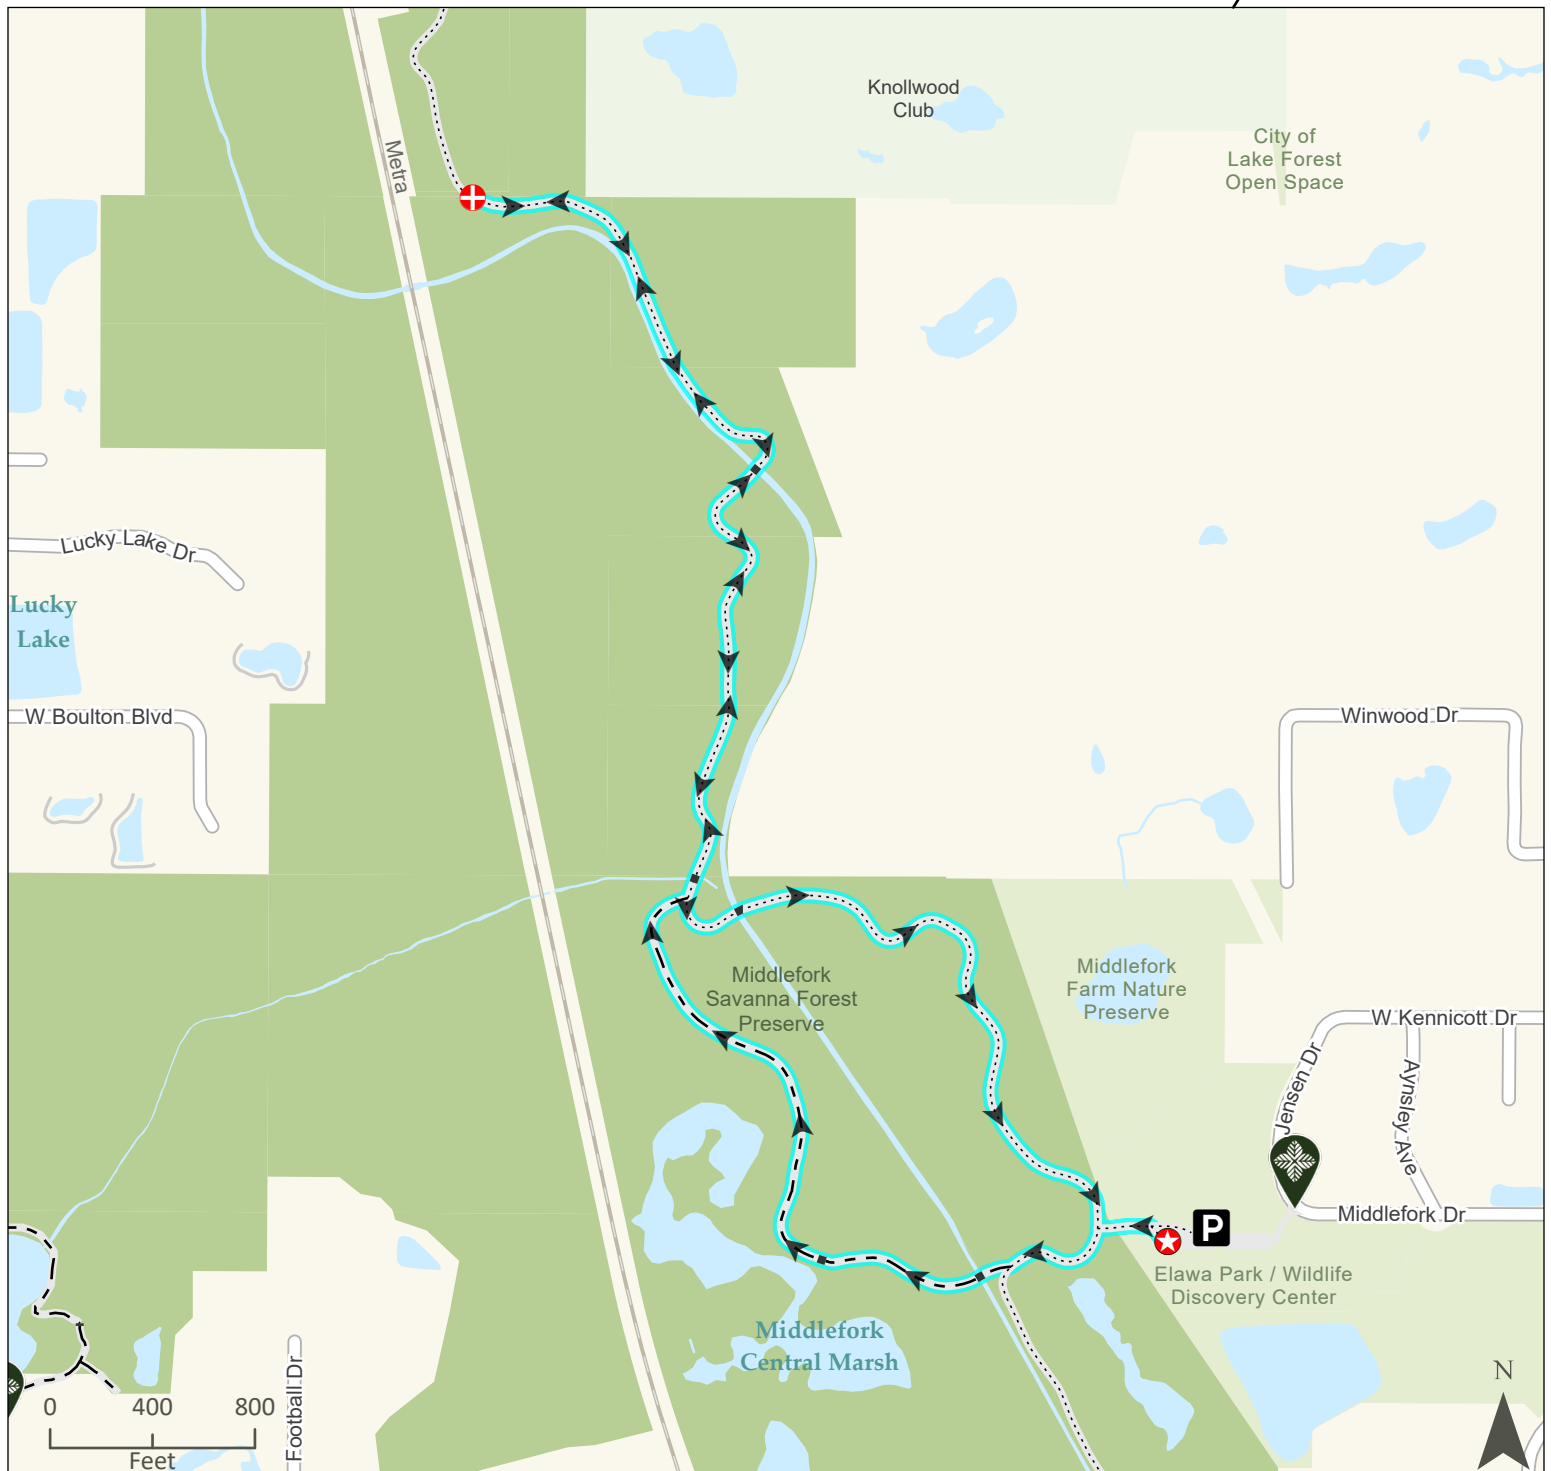 Knollwood
Club
City of
Lake Forest
Open Space
Metra
Lucky Lake Dr
Lucky
Lake
W Boulton Blvd
Winwood Dr
Middlefork
Savanna Forest
Preserve
Middlefork
Farm Nature
Preserve
W Kennicott Dr
Jensen Dr
Aynsley Ave
Middlefork Dr
P
Elawa Park / Wildlife
Discovery Center
Middlefork
Central Marsh
Football Dr
N
0 400 800
Feet